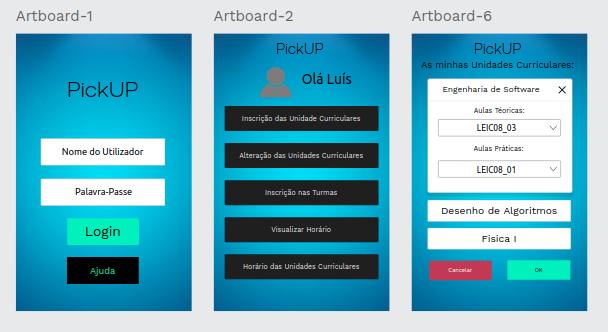 Artboard-1
PickUP
Nome do Utilizador
Palavra-Passe
Login
Ajuda
Artboard-2
PickUP
Olá Luís
Inscrição das Unidade Curriculares
Alteração das Unidades Curriculares
Inscrição nas Turmas
Visualizar Horário
Horário das Unidades Curriculares
Artboard-6
PickUP
As minhas Unidades Curriculares:
Engenharia de Software
Aulas Téoricas:
LEIC08_03
Aulas Práticas:
LEIC08_01
Desenho de Algoritmos
Fisica I
Cancelar
OK